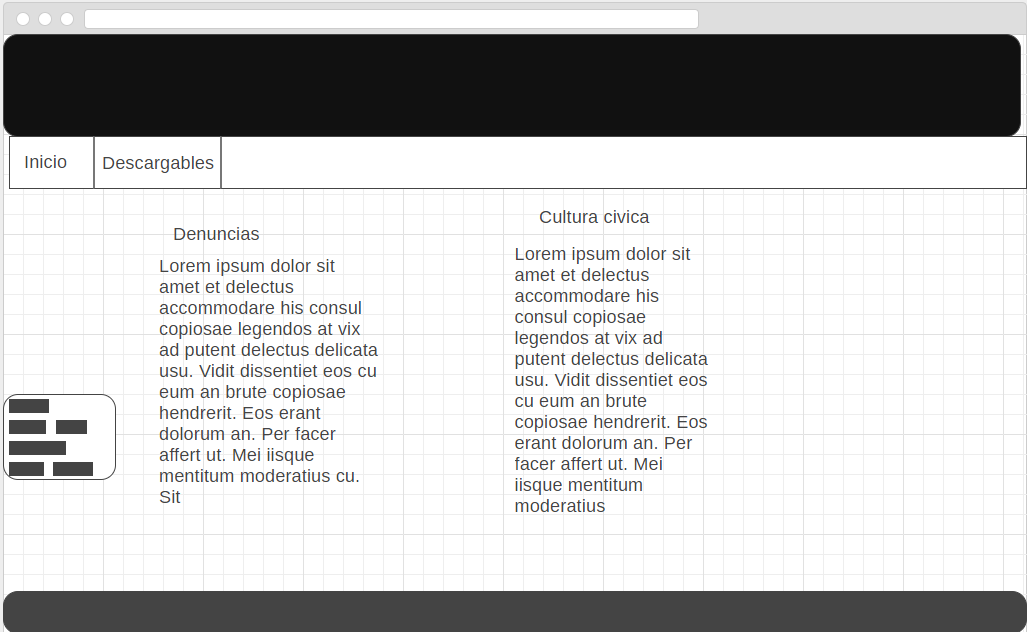 Inicio
Descargables
Denuncias
Lorem ipsum dolor sit
amet et delectus
accommodare his consul
copiosae legendos at vix
ad putent delectus delicata
usu. Vidit dissentiet eos cu
eum an brute copiosae
hendrerit. Eos erant
dolorum an. Per facer
affert ut. Mei iisque
mentitum moderatius cu.
Sit
Cultura civica
Lorem ipsum dolor sit
amet et delectus
accommodare his
consul copiosae
legendos at vix ad
putent delectus delicata
usu. Vidit dissentiet eos
cu eum an brute
copiosae hendrerit. Eos
erant dolorum an. Per
facer affert ut. Mei
iisque mentitum
moderatius